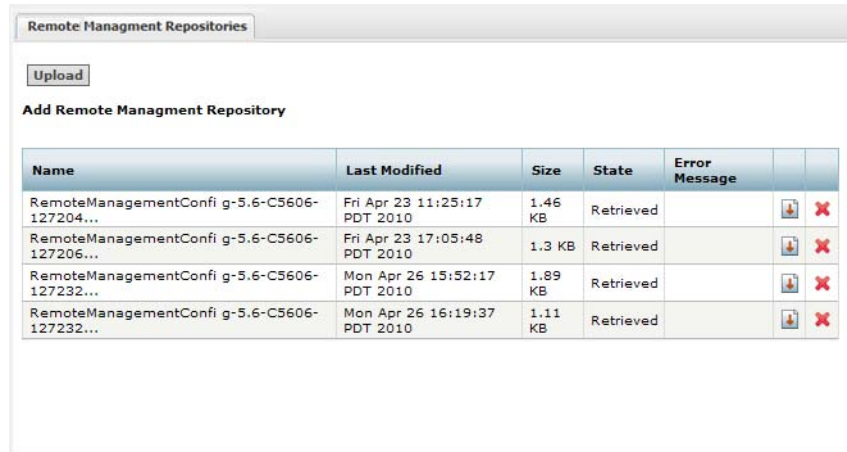 Remote Managment Repositories
Upload
Add Remote Managment Repository
Name Last Modified Size State Error Message
RemoteManagementConfi g-5.6-C5606-127204... Fri Apr 23 11:25:17 PDT 2010 1.46 KB Retrieved
RemoteManagementConfi g-5.6-C5606-127206... Fri Apr 23 17:05:48 PDT 2010 1.3 KB Retrieved
RemoteManagementConfi g-5.6-C5606-127232... Mon Apr 26 15:52:17 PDT 2010 1.89 KB Retrieved
RemoteManagementConfi g-5.6-C5606-127232... Mon Apr 26 16:19:37 PDT 2010 1.11 KB Retrieved